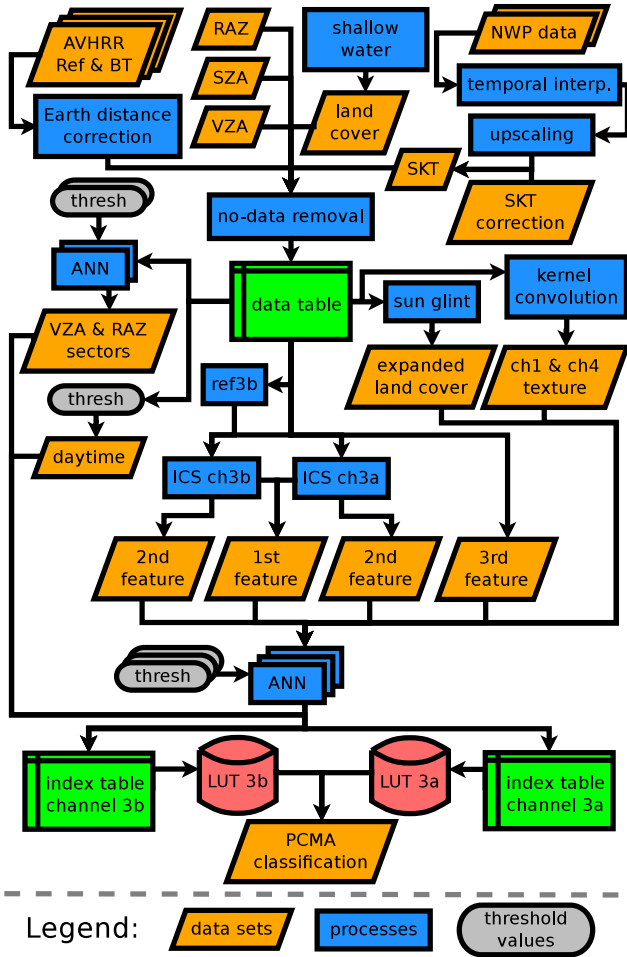 AVHRR
Ref & BT
RAZ
shallow
water
NWP data
SZA
temporal interp.
Earth distance
correction
VZA
land
cover
upscaling
SKT
thresh
no-data removal
SKT
correction
ANN
data table
sun glint
kernel
convolution
VZA & RAZ
sectors
ref3b
expanded
land cover
ch1 & ch4
texture
thresh
daytime
ICS ch3b
ICS ch3a
2nd
feature
1st
feature
2nd
feature
3rd
feature
thresh
ANN
index table
channel 3b
LUT 3b
LUT 3a
index table
channel 3a
PCMA
classification
Legend:
data sets
processes
threshold
values